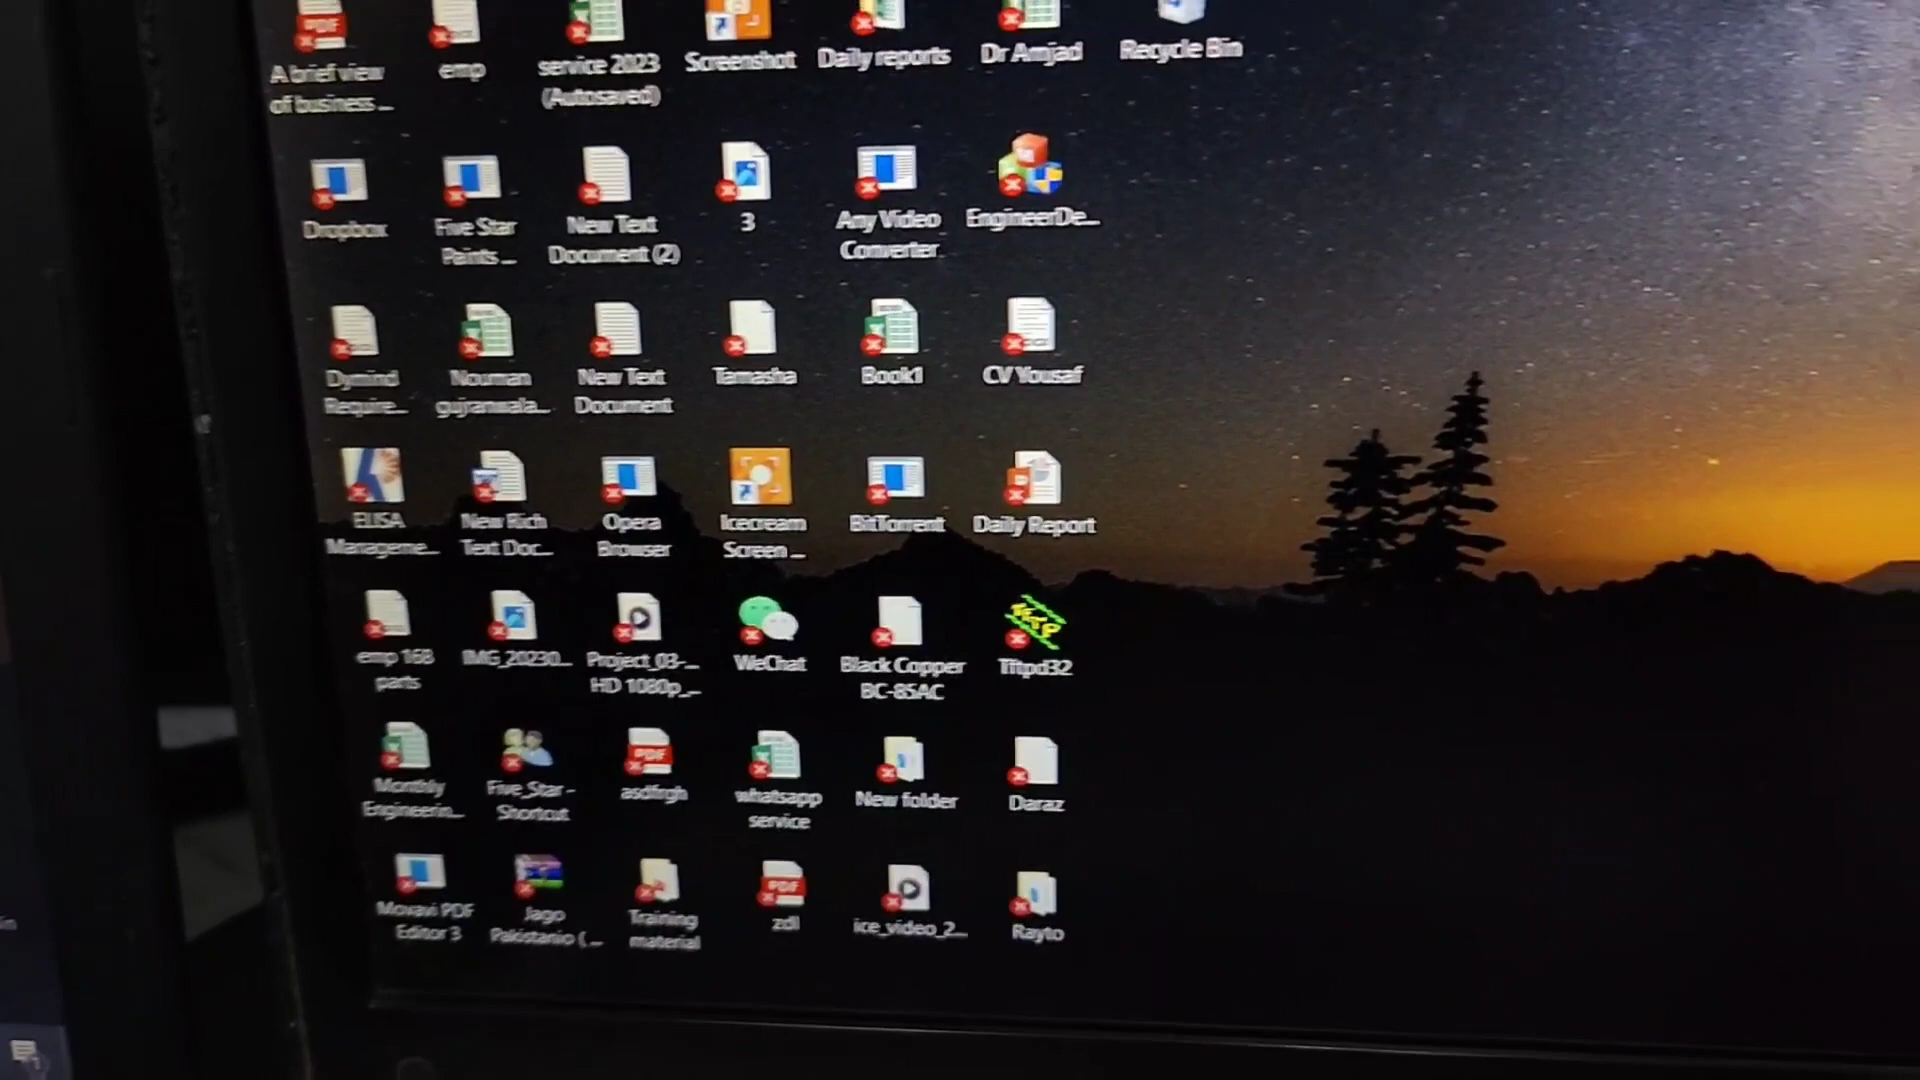 A brief view
of business ...
emp
service 2023
(Autosaved)
Screenshot
Daily reports
Dr Amjad
Recycle Bin
Dropbox
Five Star
Paints ...
New Text
Document (2)
3
Any Video
Converter
EngineerDe...
Dymind
Require...
Nouman
gujranwala...
New Text
Document
Tamasha
Book1
CV Yousaf
ELISA
Manageme...
New Rich
Text Doc...
Opera
Browser
Icecream
Screen ...
BitTorrent
Daily Report
emp 168
parts
IMG_20230...
Project_03-...
HD 1080p_...
WeChat
Black Copper
BC-85AC
Tftpd32
Monthly
Engineerin...
Five_Star -
Shortcut
PDF
asdfrgh
whatsapp
service
New folder
Daraz
Movavi PDF
Editor 3
Jago
Pakistanio (...
Training
material
PDF
zdl
ice_video_2...
Rayto